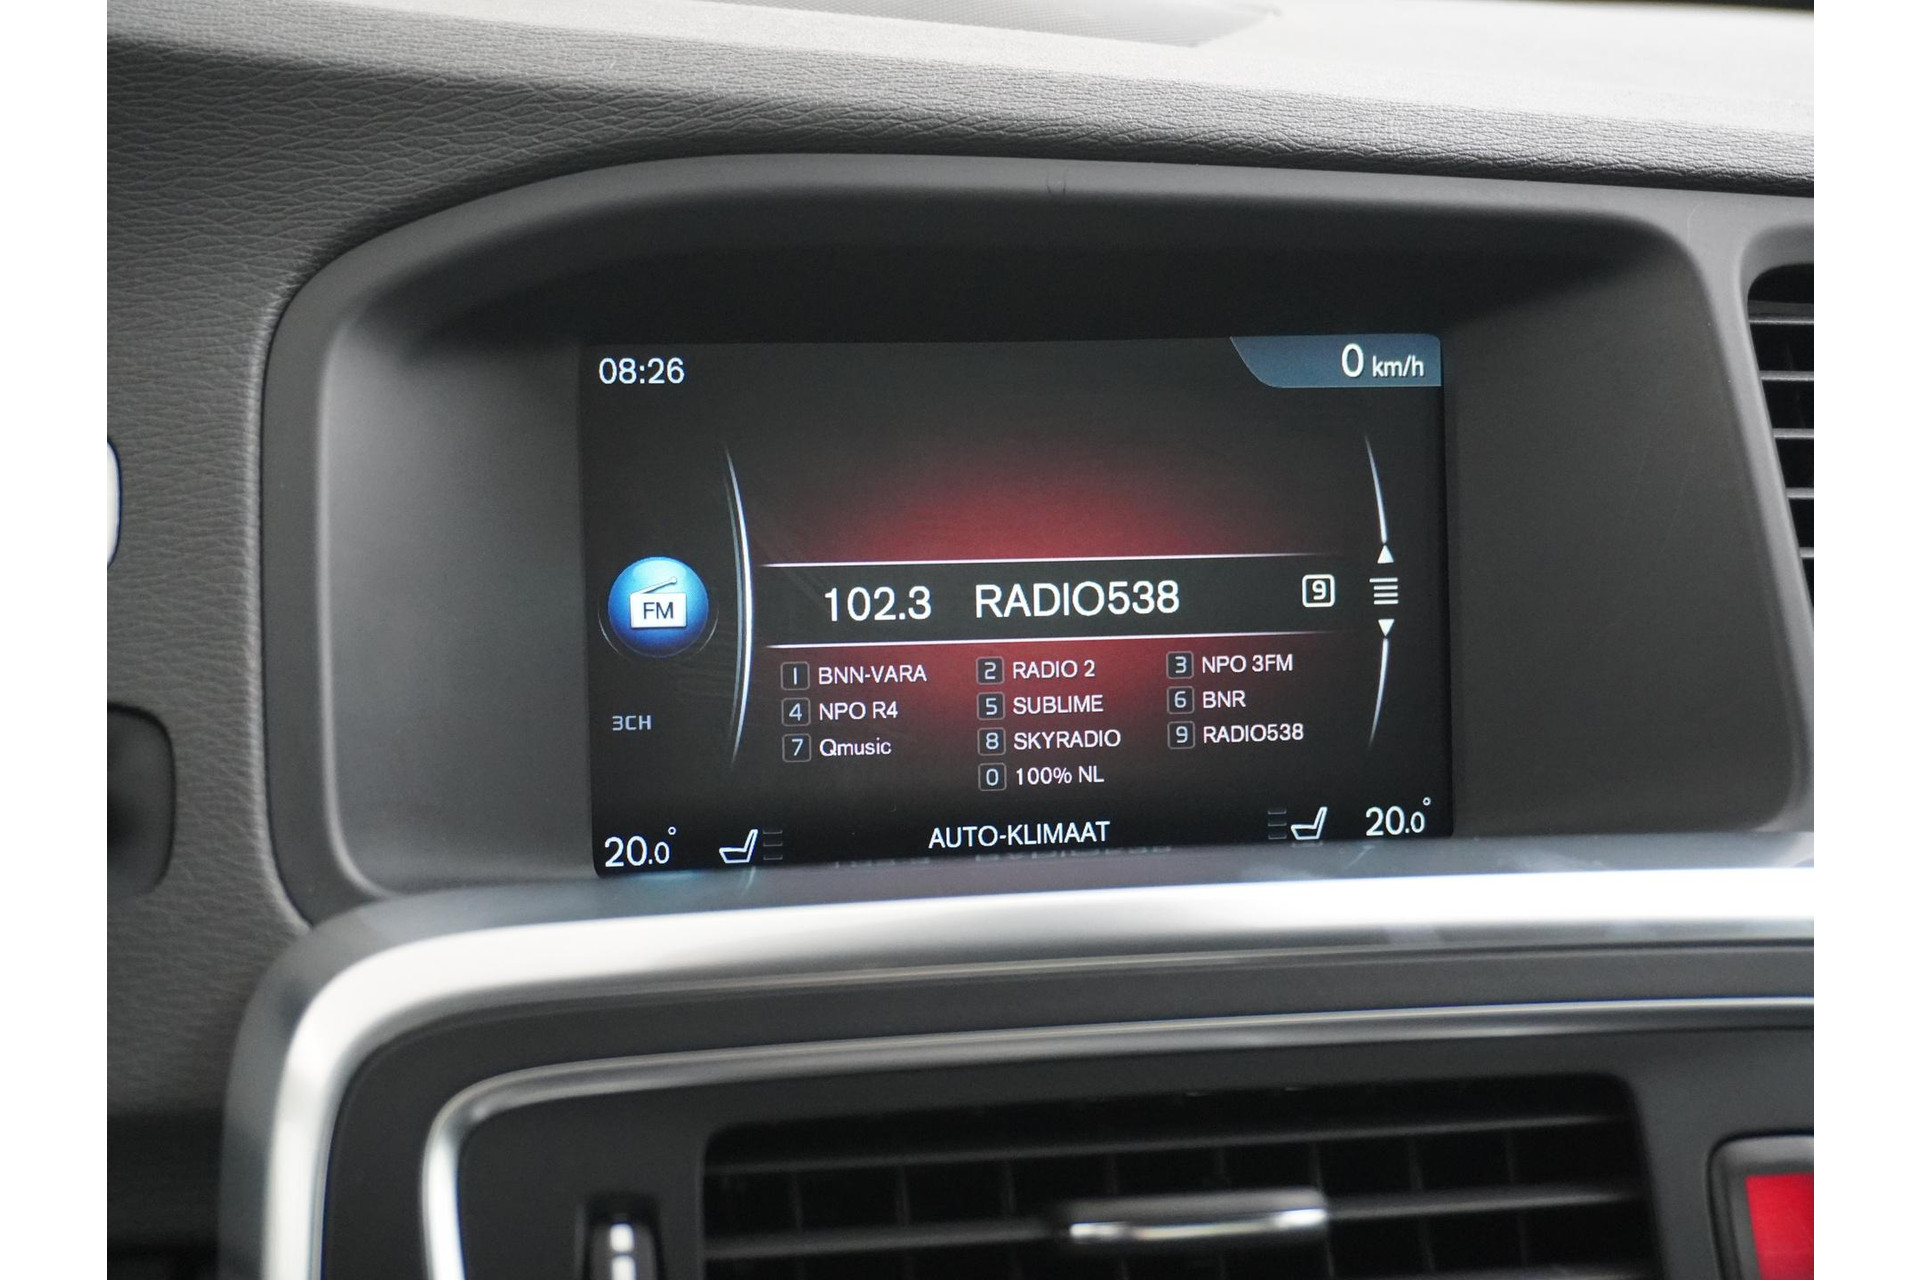 08:26
0 km/h
FM
102.3 RADIO538 9
1 BNN-VARA 2 RADIO 2 3 NPO 3FM
4 NPO R4 5 SUBLIME 6 BNR
7 Qmusic 8 SKYRADIO 9 RADIO538
0 100% NL
3CH
20.0° AUTO-KLIMAAT 20.0°